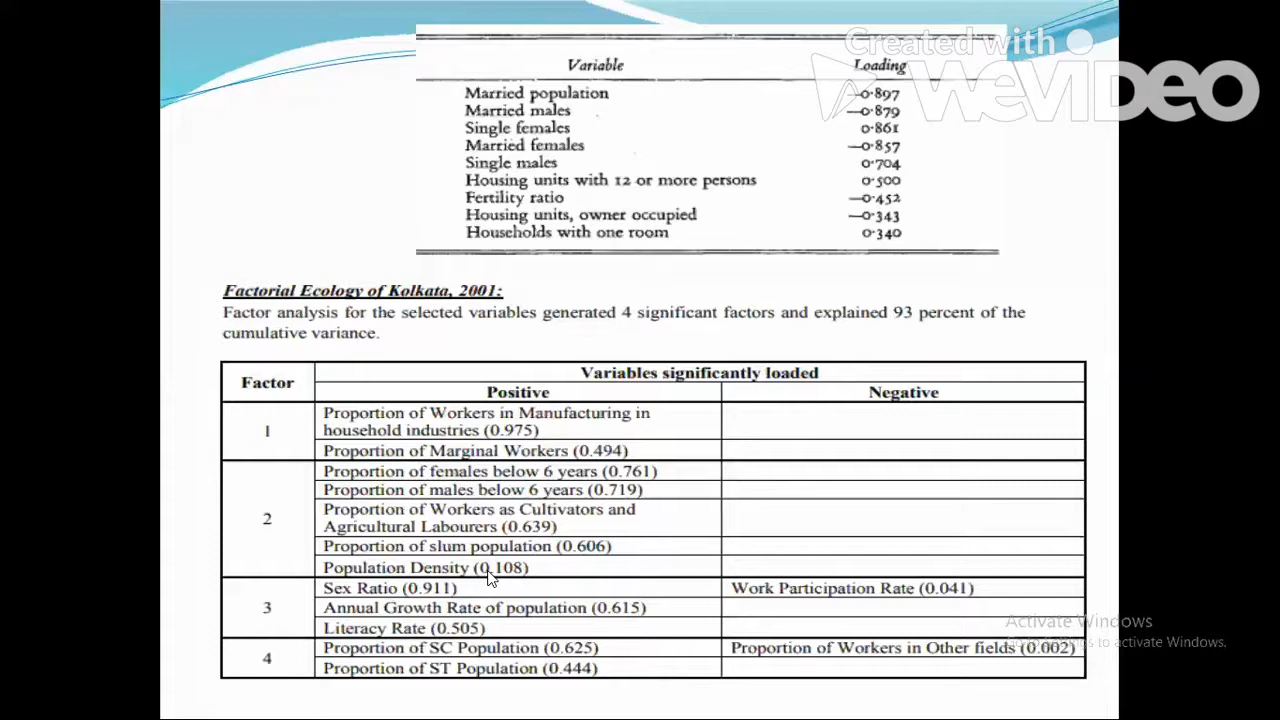 Created with
WeVideo
Variable Loading
Married population —0·897
Married males —0·879
Single females 0·861
Married females —0·857
Single males 0·704
Housing units with 12 or more persons 0·500
Fertility ratio —0·452
Housing units, owner occupied —0·343
Households with one room 0·340
Factorial Ecology of Kolkata, 2001:
Factor analysis for the selected variables generated 4 significant factors and explained 93 percent of the
cumulative variance.
Factor Variables significantly loaded
Positive Negative
1
Proportion of Workers in Manufacturing in
household industries (0.975)
Proportion of Marginal Workers (0.494)
2
Proportion of females below 6 years (0.761)
Proportion of males below 6 years (0.719)
Proportion of Workers as Cultivators and
Agricultural Labourers (0.639)
Proportion of slum population (0.606)
Population Density (0.108)
3
Sex Ratio (0.911) Work Participation Rate (0.041)
Annual Growth Rate of population (0.615)
Literacy Rate (0.505)
4
Proportion of SC Population (0.625) Proportion of Workers in Other fields (0.002)
Proportion of ST Population (0.444)
Activate Windows
Go to Settings to activate Windows.